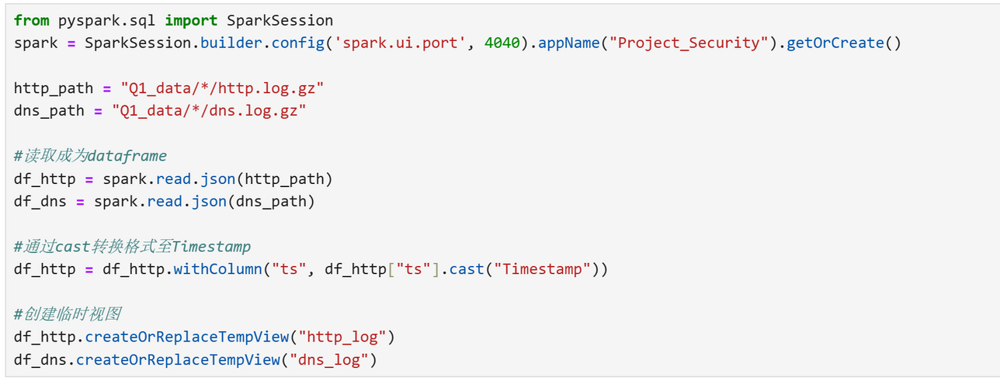 from pyspark.sql import SparkSession
spark = SparkSession.builder.config('spark.ui.port', 4040).appName("Project_Security").getOrCreate()
http_path = "Q1_data/*/http.log.gz"
dns_path = "Q1_data/*/dns.log.gz"
#读取成为dataframe
df_http = spark.read.json(http_path)
df_dns = spark.read.json(dns_path)
#通过cast转换格式至Timestamp
df_http = df_http.withColumn("ts", df_http["ts"].cast("Timestamp"))
#创建临时视图
df_http.createOrReplaceTempView("http_log")
df_dns.createOrReplaceTempView("dns_log")